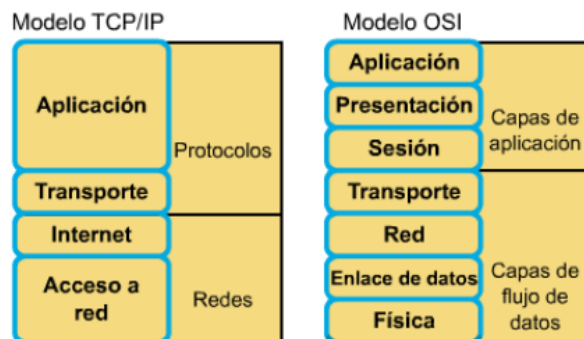 Modelo TCP/IP
Aplicación
Protocolos
Transporte
Internet
Acceso a
red
Redes
Modelo OSI
Aplicación
Presentación
Sesión
Capas de
aplicación
Transporte
Red
Enlace de datos
Física
Capas de
flujo de
datos